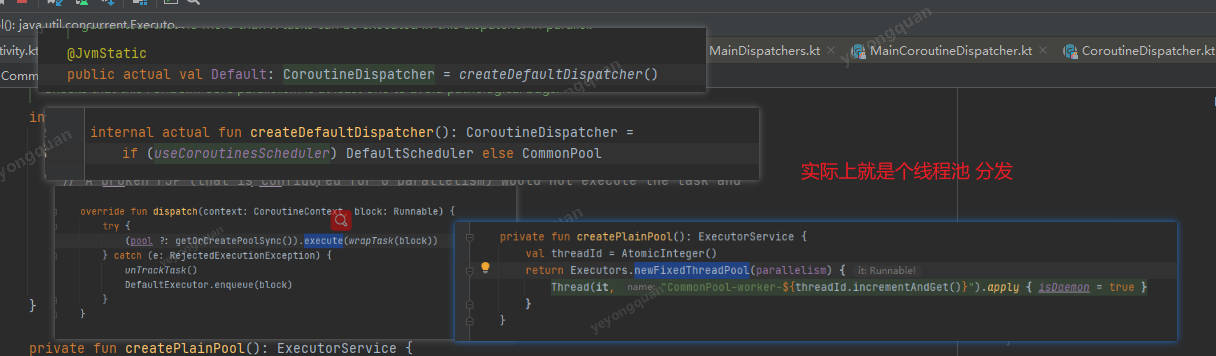 l(): java.util.concurrent.Executo...
@JvmStatic
public actual val Default: CoroutineDispatcher = createDefaultDispatcher()
tivity.kt
MainDispatchers.kt
MainCoroutineDispatcher.kt
CoroutineDispatcher.kt
Comm
in
internal actual fun createDefaultDispatcher(): CoroutineDispatcher =
if (useCoroutinesScheduler) DefaultScheduler else CommonPool
实际上就是个线程池 分发
// A broken FJP (that is configured for 0 parallelism) would not execute the task and
override fun dispatch(context: CoroutineContext, block: Runnable) {
try {
(pool ?: getOrCreatePoolSync()).execute(wrapTask(block))
} catch (e: RejectedExecutionException) {
unTrackTask()
DefaultExecutor.enqueue(block)
}
}
private fun createPlainPool(): ExecutorService {
val threadId = AtomicInteger()
return Executors.newFixedThreadPool(parallelism) { it: Runnable!
Thread(it, name: "CommonPool-worker-${threadId.incrementAndGet()}").apply { isDaemon = true }
}
}
}
private fun createPlainPool(): ExecutorService {
yeyongquan
yeyongquan
yeyongquan